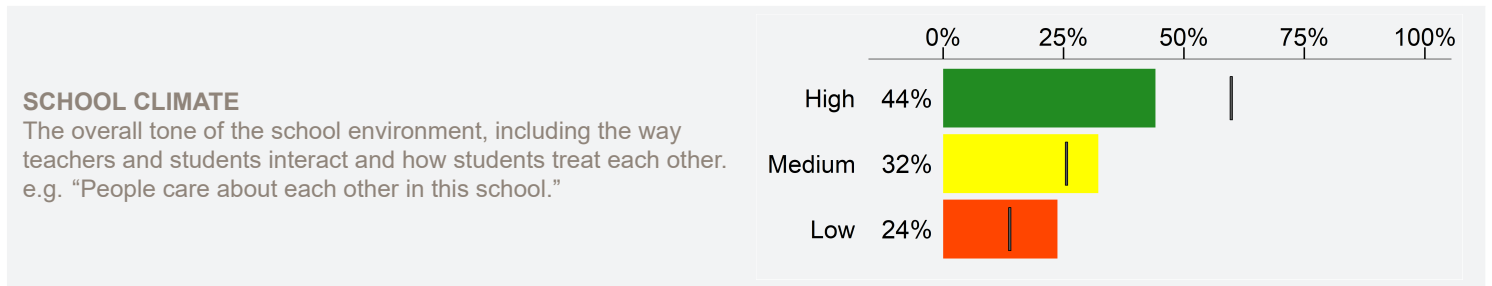 SCHOOL CLIMATE
The overall tone of the school environment, including the way
teachers and students interact and how students treat each other.
e.g. “People care about each other in this school.”
0% 25% 50% 75% 100%
High 44%
Medium 32%
Low 24%